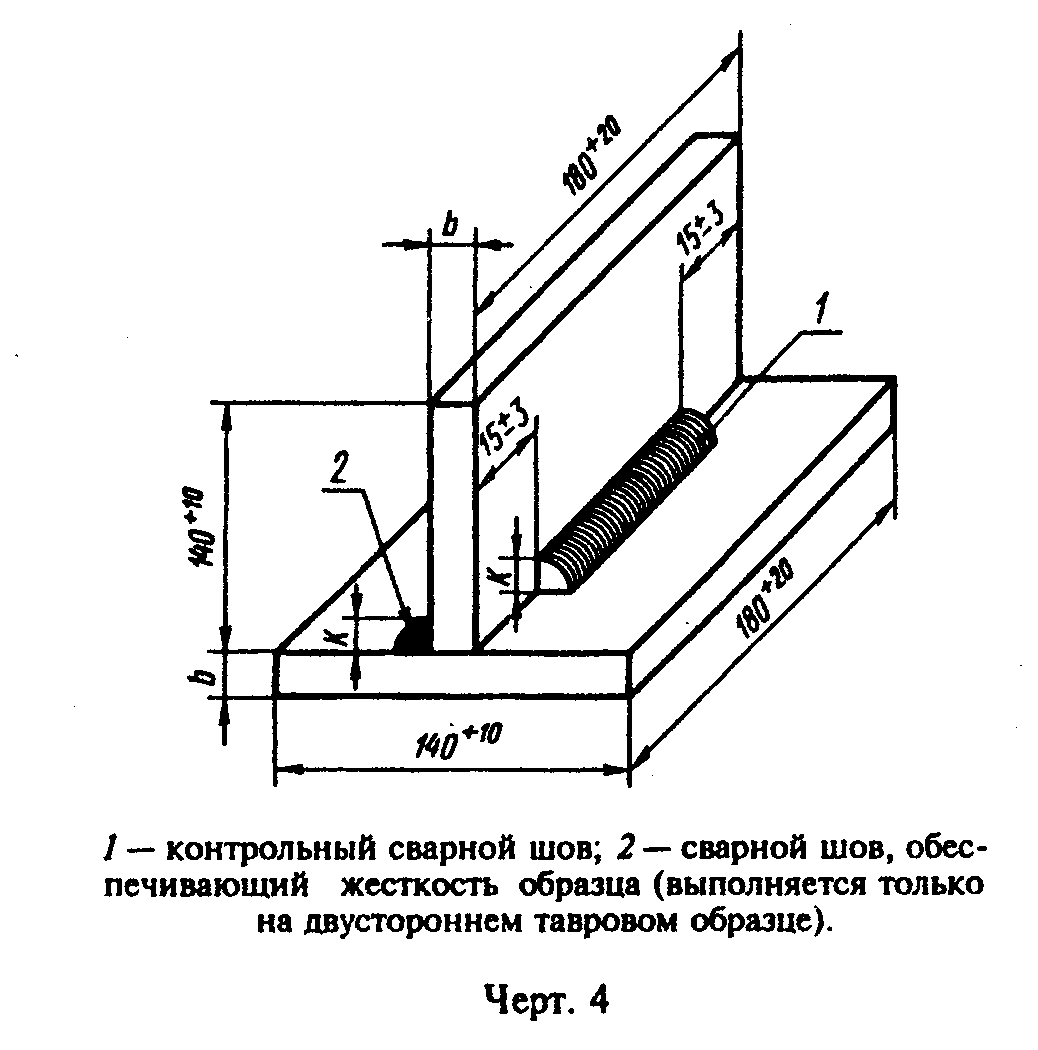 180⁺²⁰
b
15±3
1
15±3
2
140⁺¹⁰
К
К
180⁺²⁰
b
140⁺¹⁰
1 — контрольный сварной шов; 2 — сварной шов, обес-
печивающий жесткость образца (выполняется только
на двустороннем тавровом образце).
Черт. 4